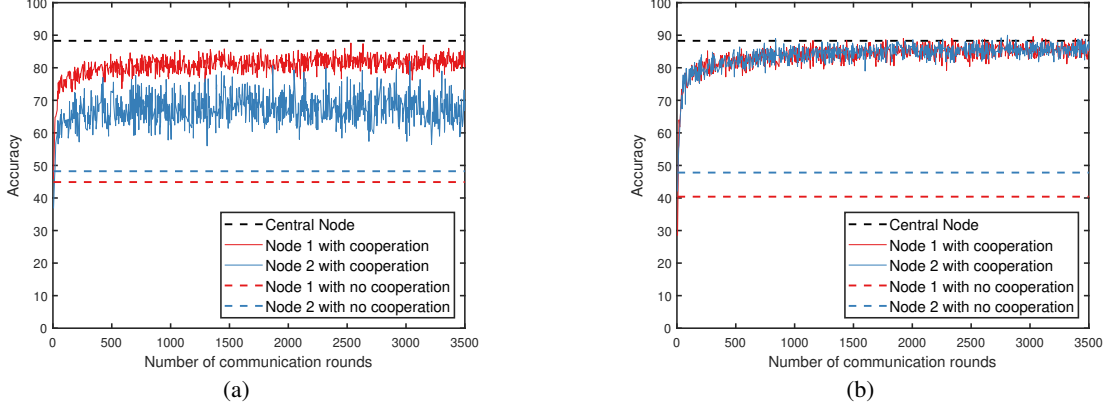 100
90
80
70
60
50
40
30
20
10
0
Accuracy
0 500 1000 1500 2000 2500 3000 3500
Number of communication rounds
Central Node
Node 1 with cooperation
Node 2 with cooperation
Node 1 with no cooperation
Node 2 with no cooperation
(a)
100
90
80
70
60
50
40
30
20
10
0
Accuracy
0 500 1000 1500 2000 2500 3000 3500
Number of communication rounds
Central Node
Node 1 with cooperation
Node 2 with cooperation
Node 1 with no cooperation
Node 2 with no cooperation
(b)